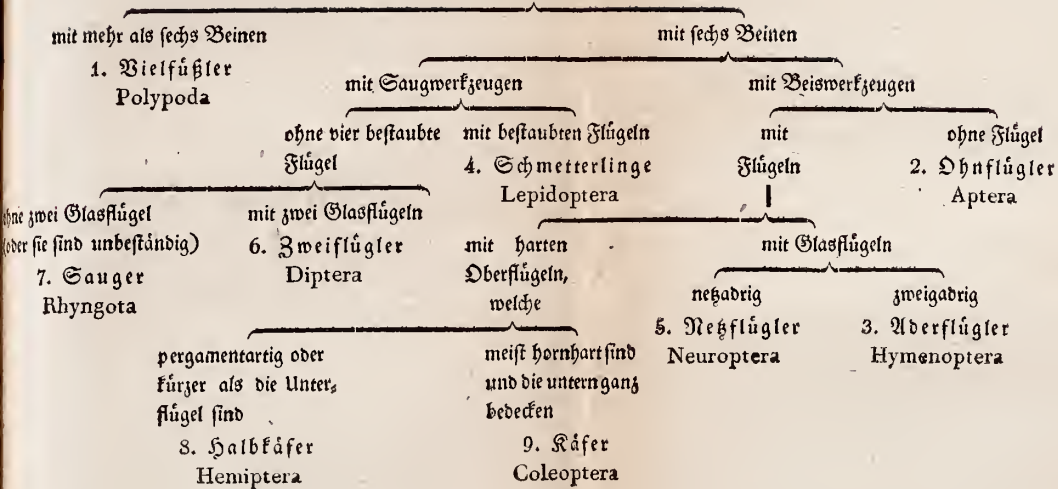 mit mehr als sechs Beinen
1. Vielfüßler
Polypoda
mit sechs Beinen
mit Saugwerkzeugen
mit Beiswerkzeugen
ohne vier bestaubte
Flügel
mit bestaubten Flügeln
4. Schmetterlinge
Lepidoptera
mit
Flügeln
ohne Flügel
2. Ohnflügler
Aptera
zwei Glasflügel
(oder sie sind unbeständig)
7. Sauger
Rhyngota
mit zwei Glasflügeln
6. Zweiflügler
Diptera
mit harten
Oberflügeln,
welche
mit Glasflügeln
netzadrig
5. Netzflügler
Neuroptera
zweigadrig
3. Aderflügler
Hymenoptera
pergamentartig oder
kürzer als die Unter-
flügel sind
8. Halbkäfer
Hemiptera
meist hornhart sind
und die untern ganz
bedecken
9. Käfer
Coleoptera